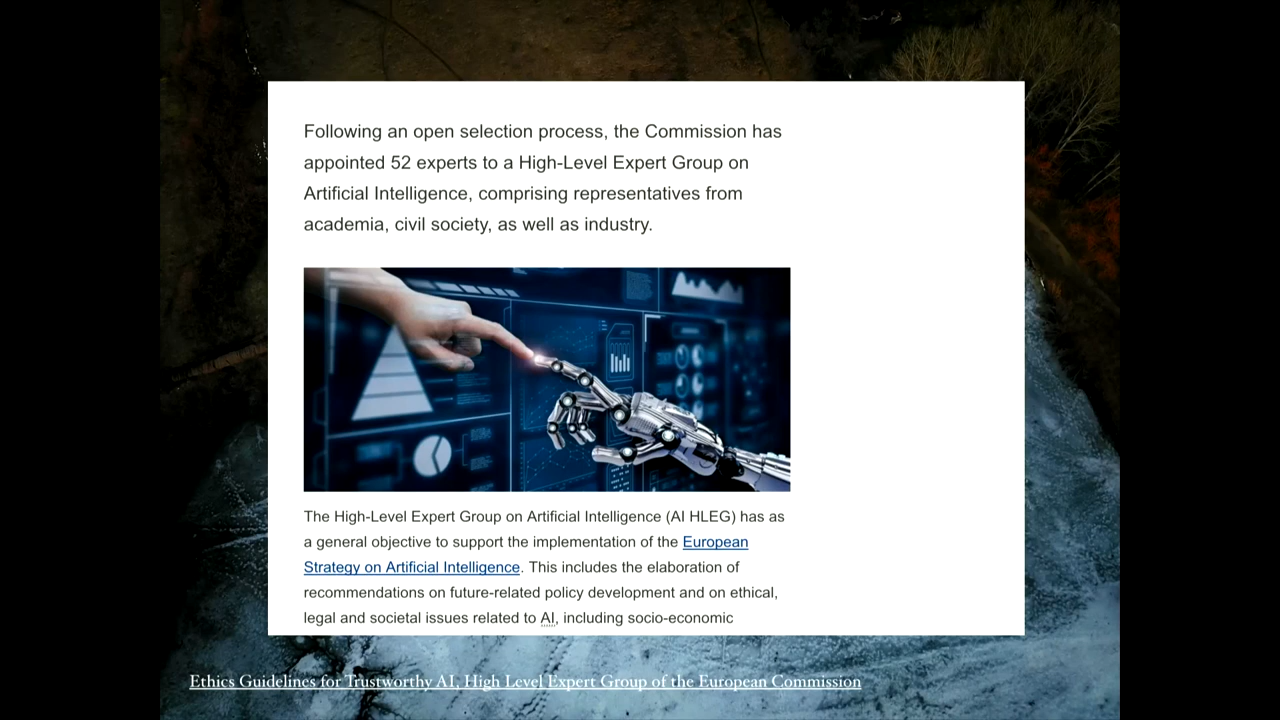 Following an open selection process, the Commission has
appointed 52 experts to a High-Level Expert Group on
Artificial Intelligence, comprising representatives from
academia, civil society, as well as industry.
The High-Level Expert Group on Artificial Intelligence (AI HLEG) has as
a general objective to support the implementation of the European
Strategy on Artificial Intelligence. This includes the elaboration of
recommendations on future-related policy development and on ethical,
legal and societal issues related to AI, including socio-economic
Ethics Guidelines for Trustworthy AI, High Level Expert Group of the European Commission